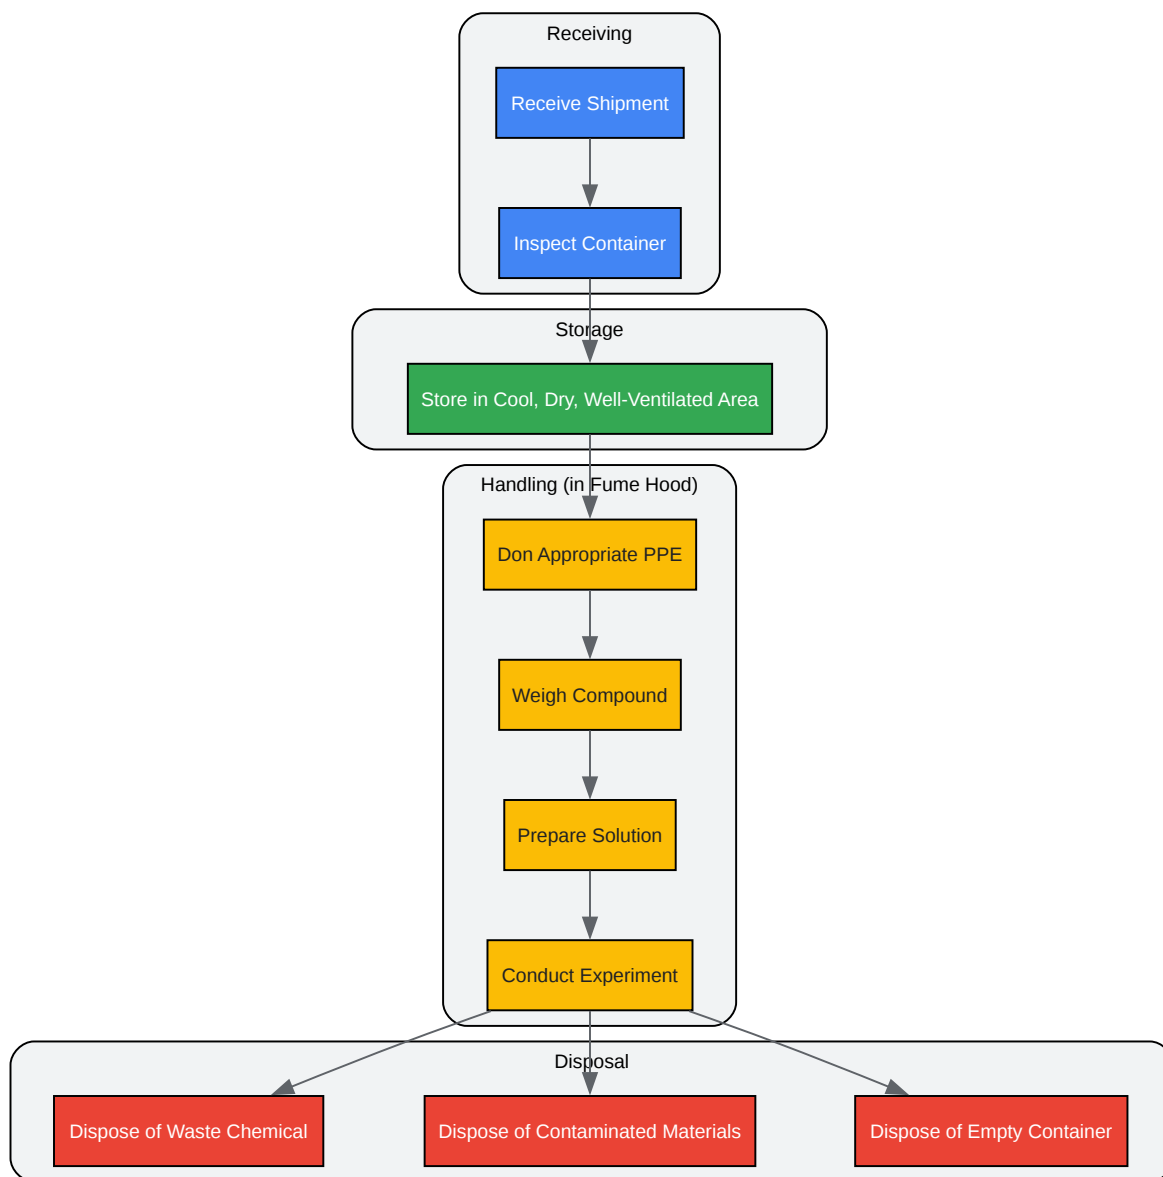 Receiving
Receive Shipment
Inspect Container
Storage
Store in Cool, Dry, Well-Ventilated Area
Handling (in Fume Hood)
Don Appropriate PPE
Weigh Compound
Prepare Solution
Conduct Experiment
Disposal
Dispose of Waste Chemical
Dispose of Contaminated Materials
Dispose of Empty Container